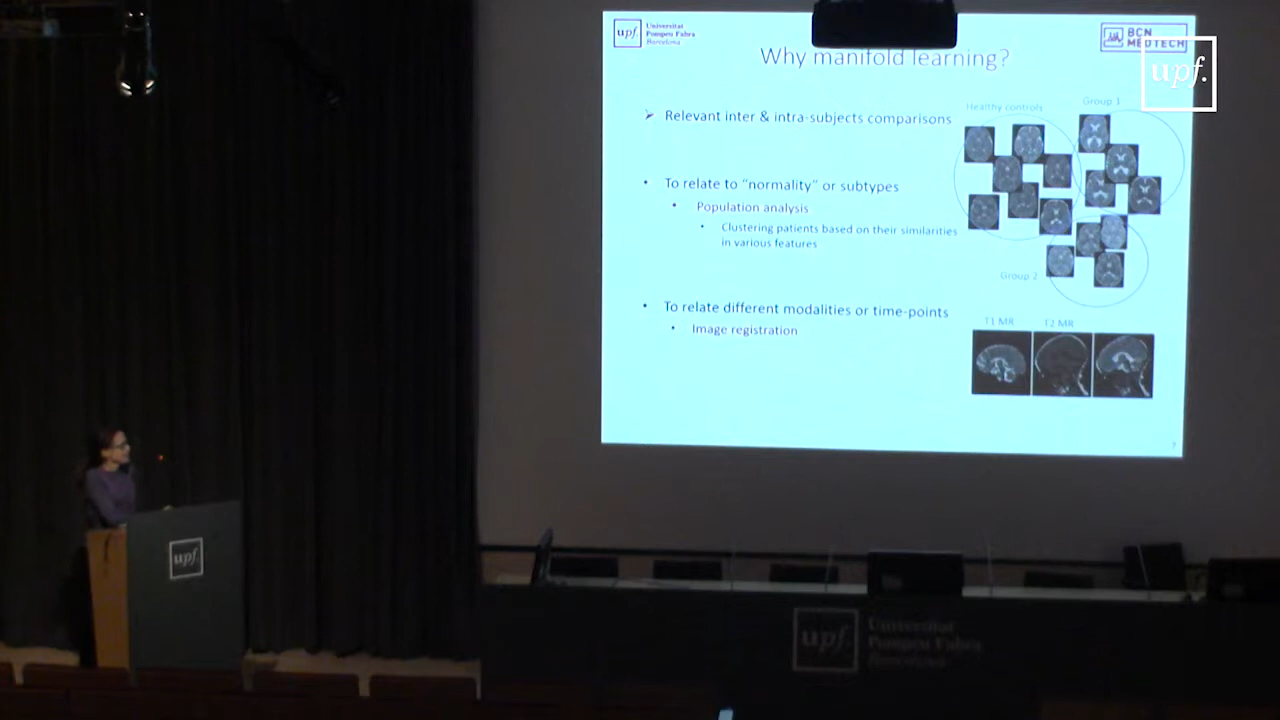 upf.
Universitat
Pompeu Fabra
Barcelona
BCN
MEDTECH
upf.
Why manifold learning?
➢ Relevant inter & intra-subjects comparisons
• To relate to “normality” or subtypes
• Population analysis
• Clustering patients based on their similarities
in various features
• To relate different modalities or time-points
• Image registration
Healthy controls
Group 1
Group 2
T1 MR
T2 MR
7
upf.
upf.
Universitat
Pompeu Fabra
Barcelona